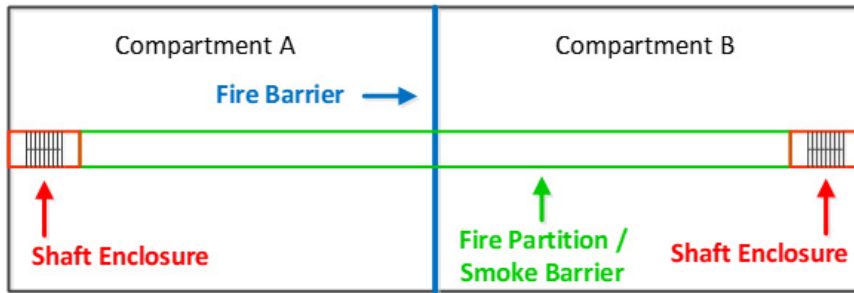 Compartment A
Compartment B
Fire Barrier
Shaft Enclosure
Fire Partition /
Smoke Barrier
Shaft Enclosure